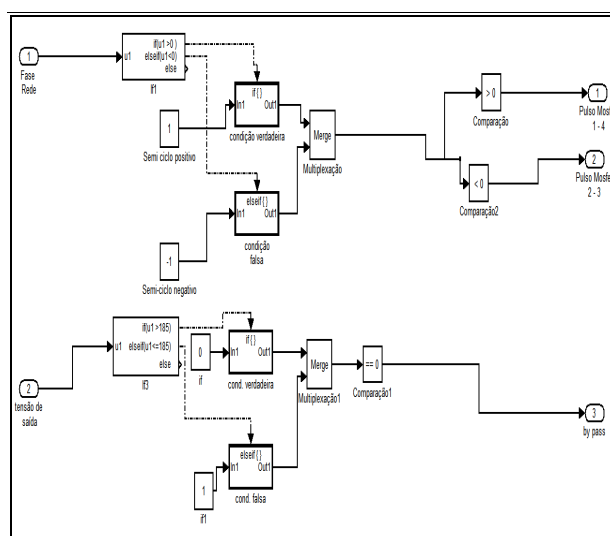 1
Fase
Rede
u1
if(u1 >0 )
elseif(u1<0)
else
If1
1
Semi ciclo positivo
if { }
In1 Out1
condição verdadeira
-1
Semi-ciclo negativo
elseif { }
In1 Out1
condição
falsa
Merge
Multiplexação
> 0
Comparação
< 0
Comparação2
1
Pulso Mosf
1 - 4
2
Pulso Mosfe
2 - 3
2
tensão de
saída
u1
if(u1 >185)
elseif(u1<=185)
else
If3
0
if
if { }
In1 Out1
cond. verdadeira
1
if1
elseif { }
In1 Out1
cond. falsa
Merge
Multiplexação1
== 0
Comparação1
3
by pass